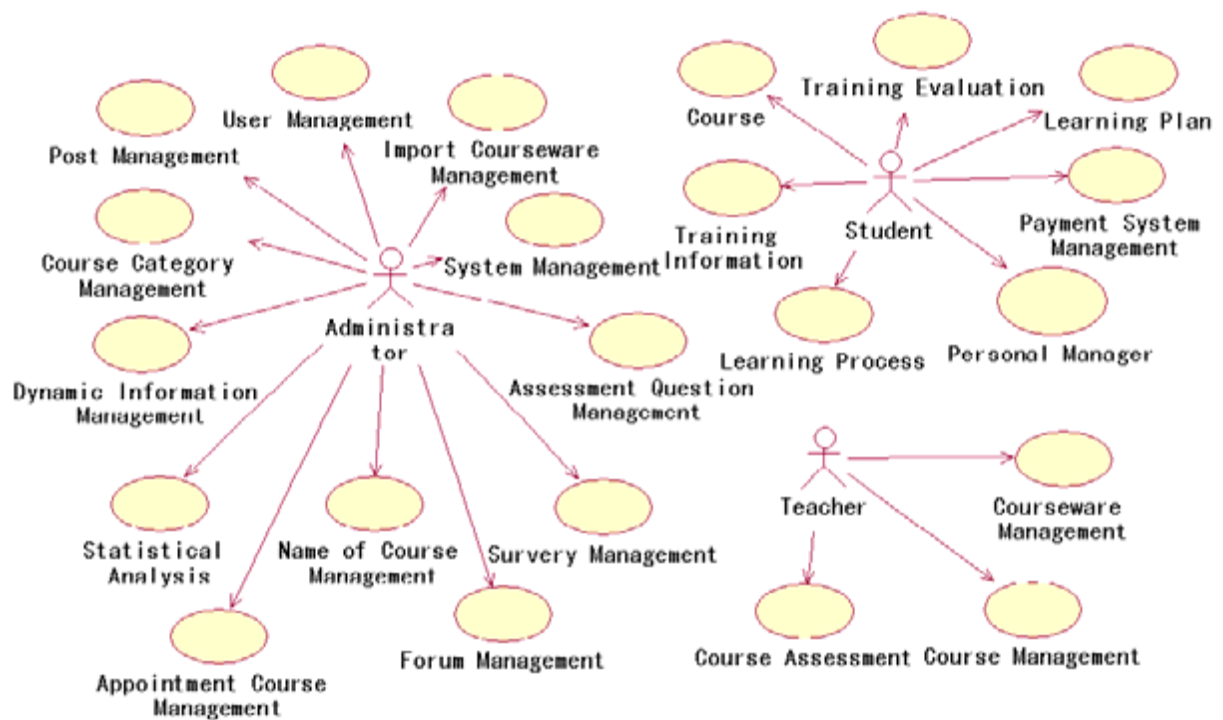 User Management
Post Management
Import Courseware
Management
Course Category
Management
System Management
Administra
tor
Dynamic Information
Management
Assessment Question
Management
Statistical
Analysis
Name of Course
Management
Survery Management
Appointment Course
Management
Forum Management
Training Evaluation
Course
Learning Plan
Training
Information
Student
Payment System
Management
Learning Process
Personal Manager
Teacher
Courseware
Management
Course Assessment
Course Management